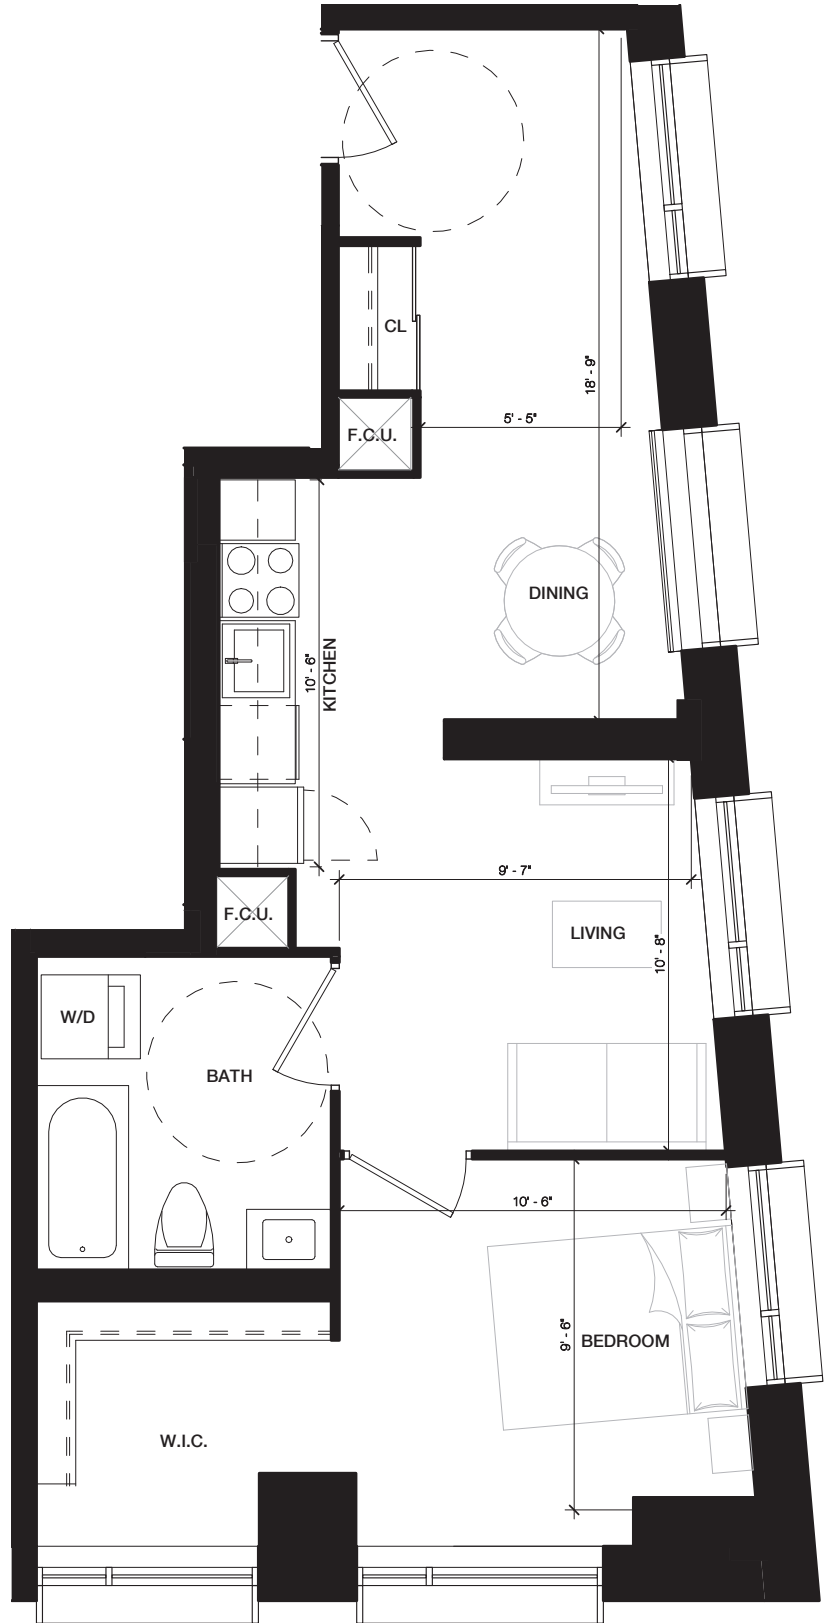 CL
18' - 9"
5' - 5"
F.C.U.
DINING
10' - 6"
KITCHEN
9' - 7"
F.C.U.
LIVING
10' - 8"
W/D
BATH
10' - 6"
9' - 6"
BEDROOM
W.I.C.